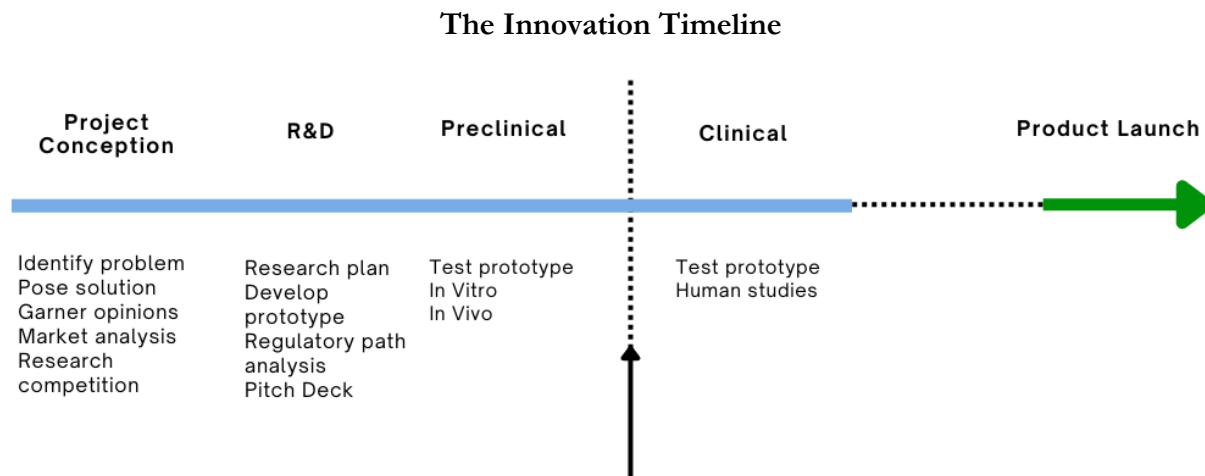 The Innovation Timeline
Project
Conception
R&D
Preclinical
Clinical
Product Launch
Identify problem
Pose solution
Garner opinions
Market analysis
Research
competition
Research plan
Develop
prototype
Regulatory path
analysis
Pitch Deck
Test prototype
In Vitro
In Vivo
Test prototype
Human studies